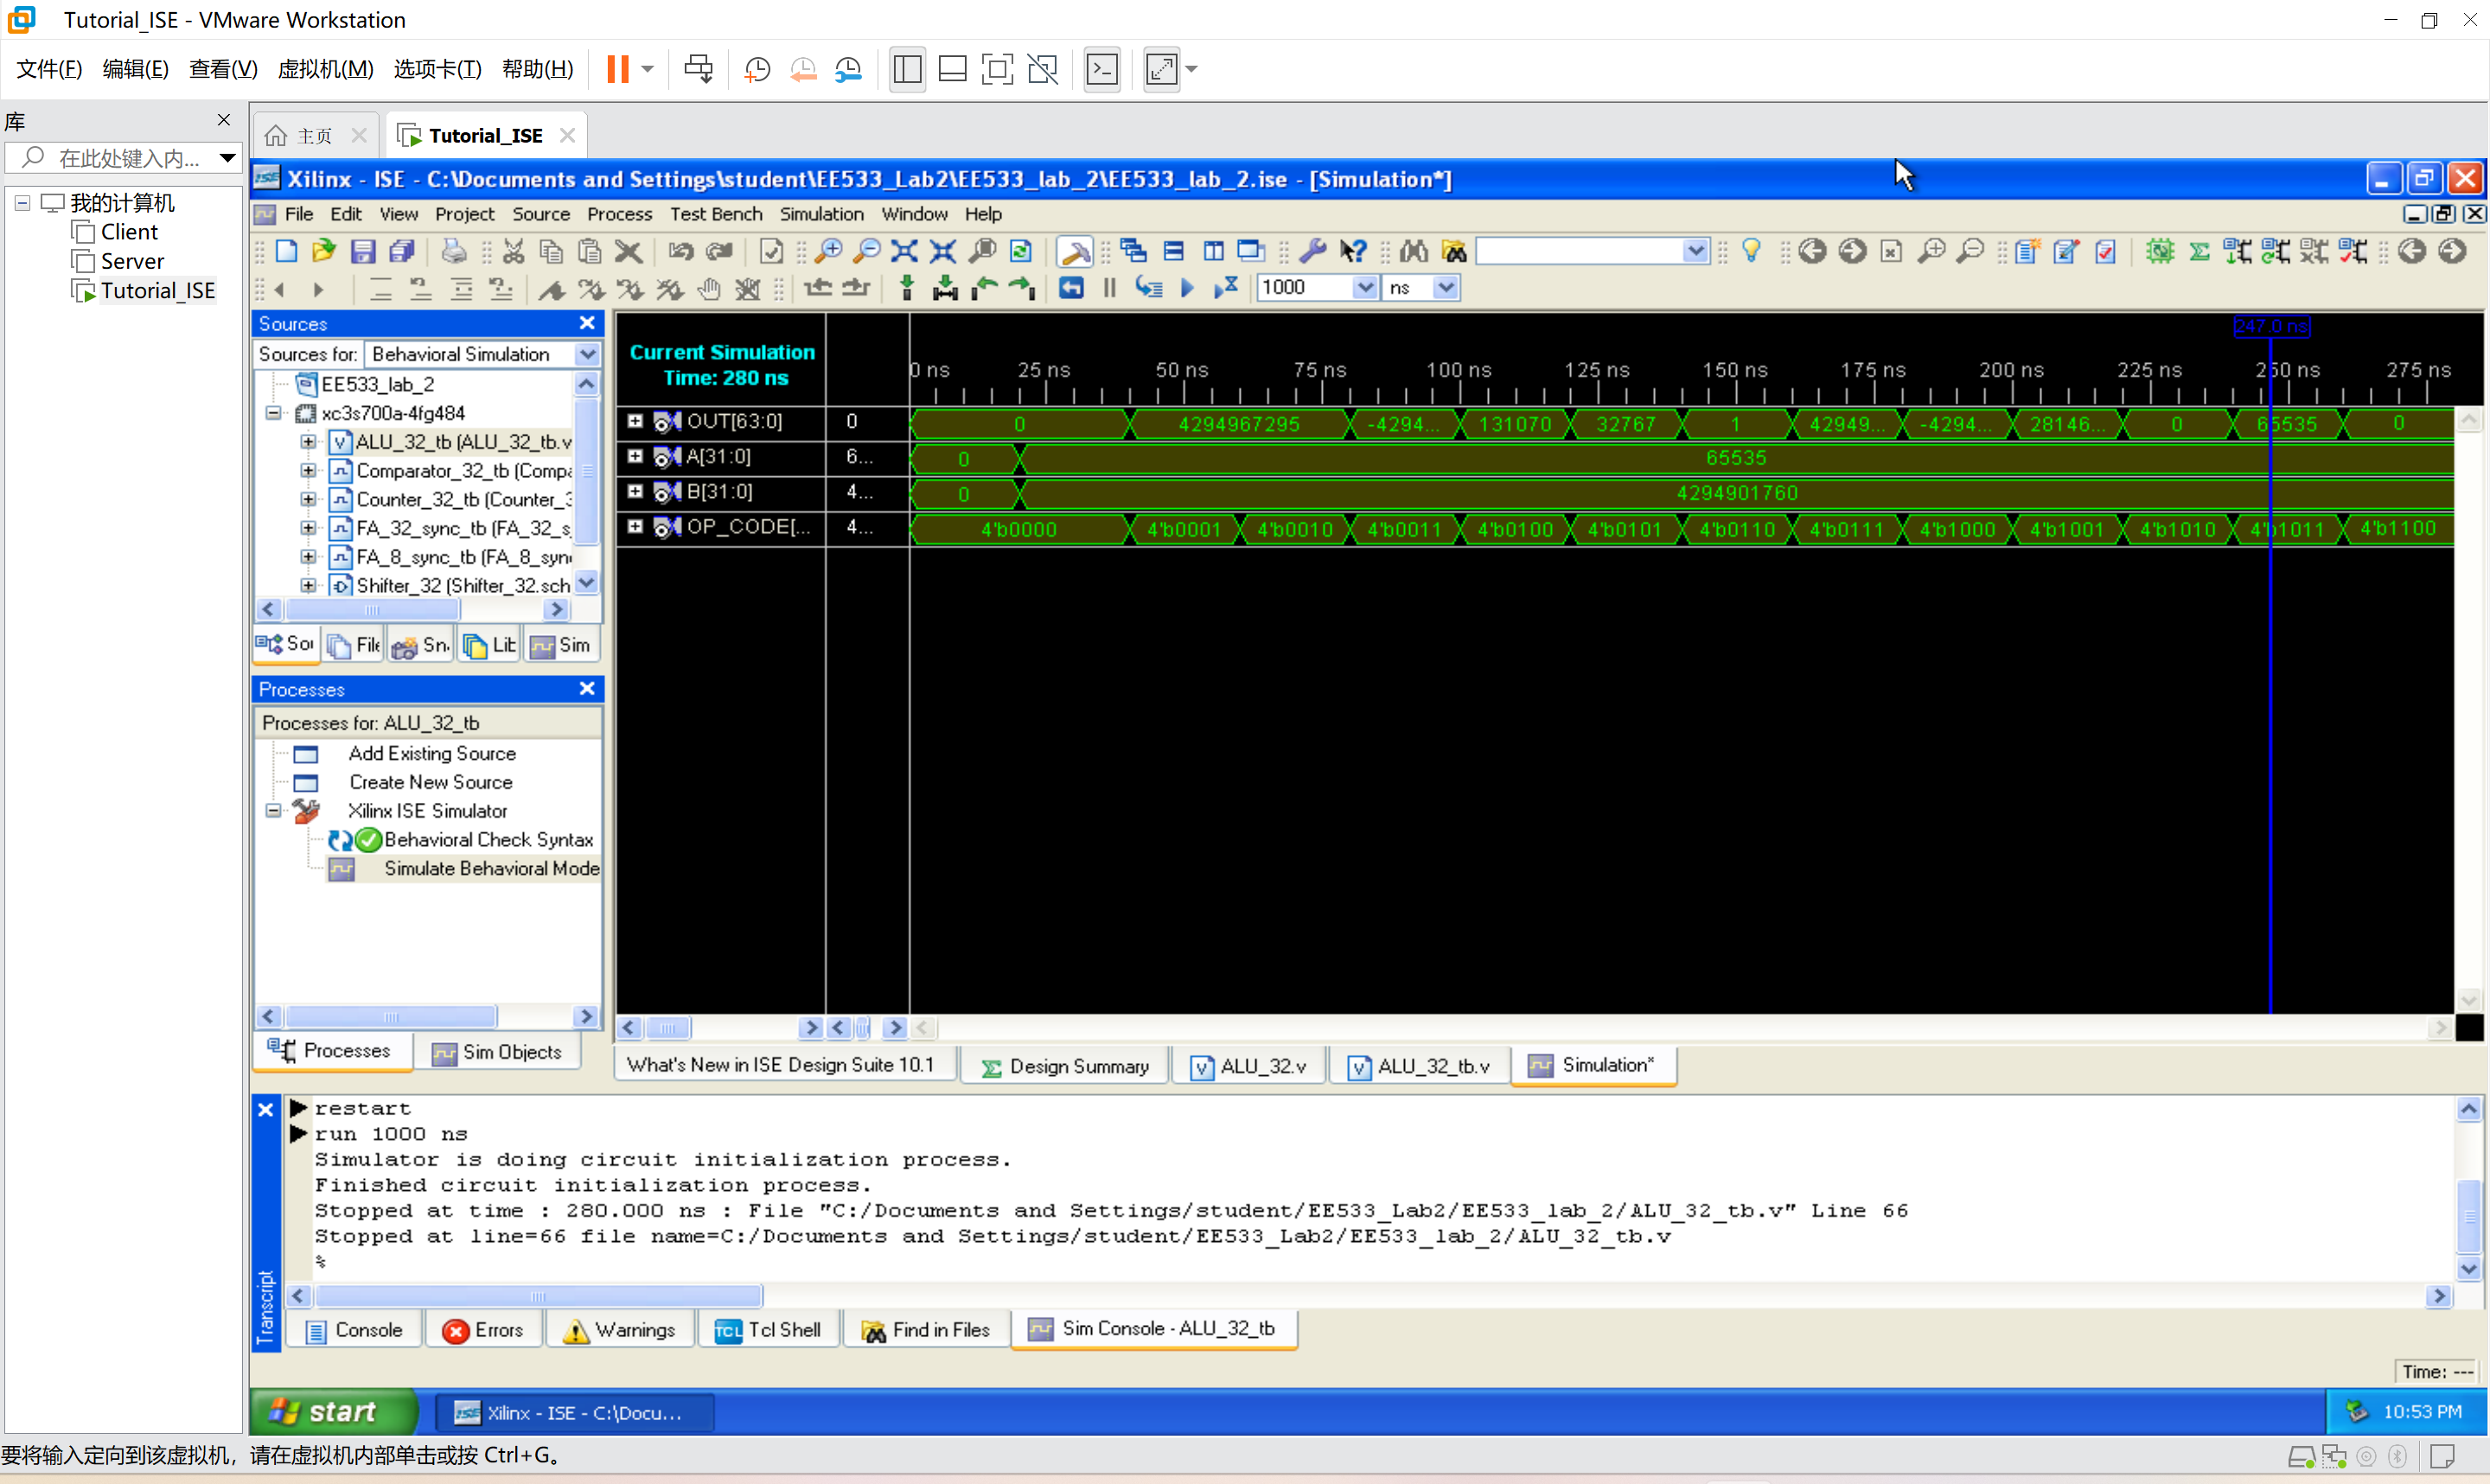 Tutorial_ISE - VMware Workstation
文件(F) 编辑(E) 查看(V) 虚拟机(M) 选项卡(T) 帮助(H)
库
在此处键入内...
我的计算机
Client
Server
Tutorial_ISE
主页 Tutorial_ISE
Xilinx - ISE - C:\Documents and Settings\student\EE533_Lab2\EE533_lab_2\EE533_lab_2.ise - [Simulation*]
File Edit View Project Source Process Test Bench Simulation Window Help
1000 ns
Sources
Sources for: Behavioral Simulation
EE533_lab_2
xc3s700a-4fg484
ALU_32_tb (ALU_32_tb.v
Comparator_32_tb (Compa
Counter_32_tb (Counter_3
FA_32_sync_tb (FA_32_s
FA_8_sync_tb (FA_8_syn
Shifter_32 (Shifter_32.sch
Sou File Sn. Lib Sim
Processes
Processes for: ALU_32_tb
Add Existing Source
Create New Source
Xilinx ISE Simulator
Behavioral Check Syntax
Simulate Behavioral Mode
Processes Sim Objects
Current Simulation
Time: 280 ns
247.0 ns
0 ns 25 ns 50 ns 75 ns 100 ns 125 ns 150 ns 175 ns 200 ns 225 ns 250 ns 275 ns
OUT[63:0] 0 0 4294967295 -4294... 131070 32767 1 42949... -4294... 28146... 0 65535 0
A[31:0] 6... 0 65535
B[31:0] 4... 0 4294901760
OP_CODE[... 4... 4'b0000 4'b0001 4'b0010 4'b0011 4'b0100 4'b0101 4'b0110 4'b0111 4'b1000 4'b1001 4'b1010 4'b1011 4'b1100
What's New in ISE Design Suite 10.1 Design Summary ALU_32.v ALU_32_tb.v Simulation*
restart
run 1000 ns
Simulator is doing circuit initialization process.
Finished circuit initialization process.
Stopped at time : 280.000 ns : File "C:/Documents and Settings/student/EE533_Lab2/EE533_lab_2/ALU_32_tb.v" Line 66
Stopped at line=66 file name=C:/Documents and Settings/student/EE533_Lab2/EE533_lab_2/ALU_32_tb.v
%
Transcript
Console Errors Warnings Tcl Shell Find in Files Sim Console - ALU_32_tb
Time: ---
start Xilinx - ISE - C:\Docu... 10:53 PM
要将输入定向到该虚拟机，请在虚拟机内部单击或按 Ctrl+G。